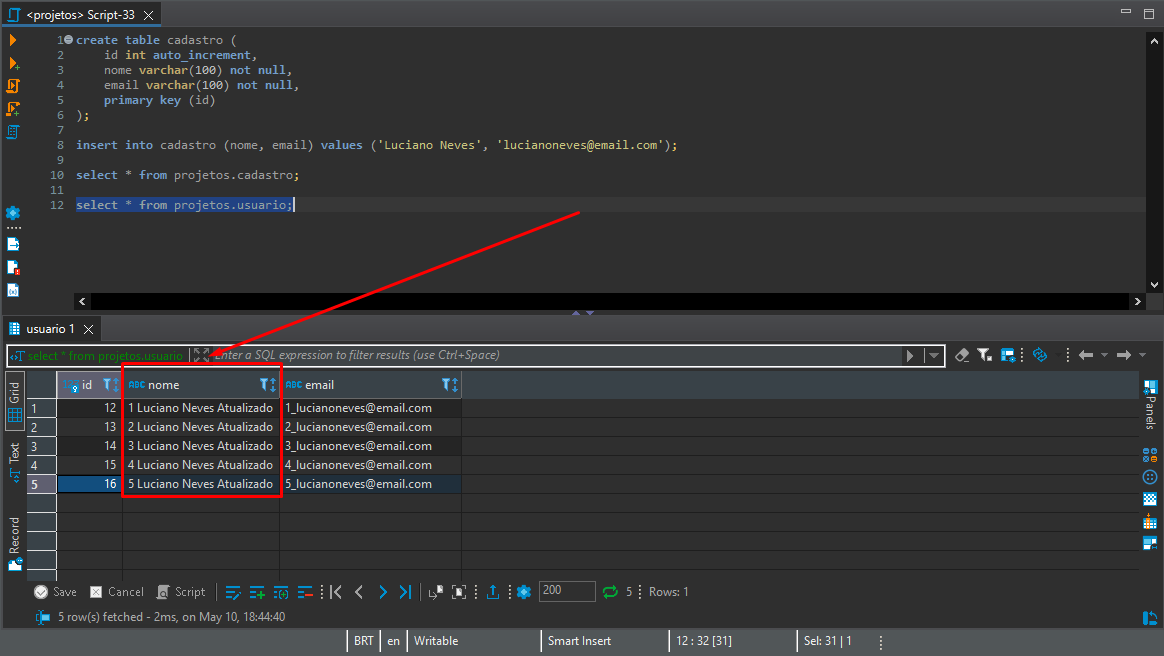 <projetos> Script-33
1 create table cadastro (
2 id int auto_increment,
3 nome varchar(100) not null,
4 email varchar(100) not null,
5 primary key (id)
6 );
7
8 insert into cadastro (nome, email) values ('Luciano Neves', 'lucianoneves@email.com');
9
10 select * from projetos.cadastro;
11
12 select * from projetos.usuario;
usuario 1
select * from projetos.usuario Enter a SQL expression to filter results (use Ctrl+Space)
Grid
Text
Record
id ABC nome ABC email
1 12 1 Luciano Neves Atualizado 1_lucianoneves@email.com
2 13 2 Luciano Neves Atualizado 2_lucianoneves@email.com
3 14 3 Luciano Neves Atualizado 3_lucianoneves@email.com
4 15 4 Luciano Neves Atualizado 4_lucianoneves@email.com
5 16 5 Luciano Neves Atualizado 5_lucianoneves@email.com
Panels
Save Cancel Script 200 5 Rows: 1
5 row(s) fetched - 2ms, on May 10, 18:44:40
BRT en Writable Smart Insert 12 : 32 [31] Sel: 31 | 1